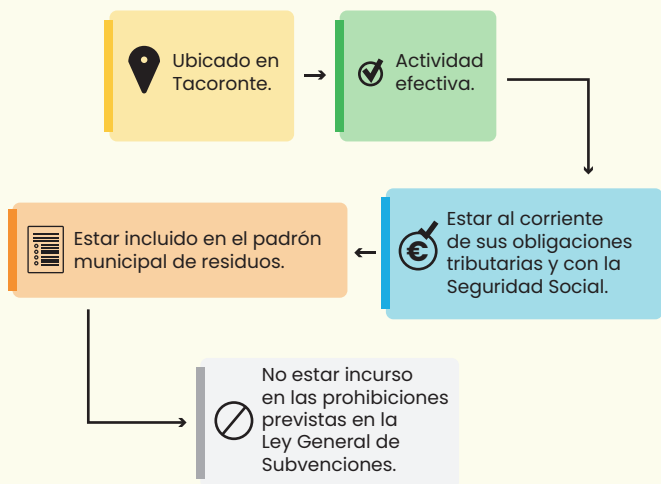 Ubicado en
Tacoronte.
Actividad
efectiva.
Estar al corriente
de sus obligaciones
tributarias y con la
Seguridad Social.
Estar incluido en el padrón
municipal de residuos.
No estar incurso
en las prohibiciones
previstas en la
Ley General de
Subvenciones.